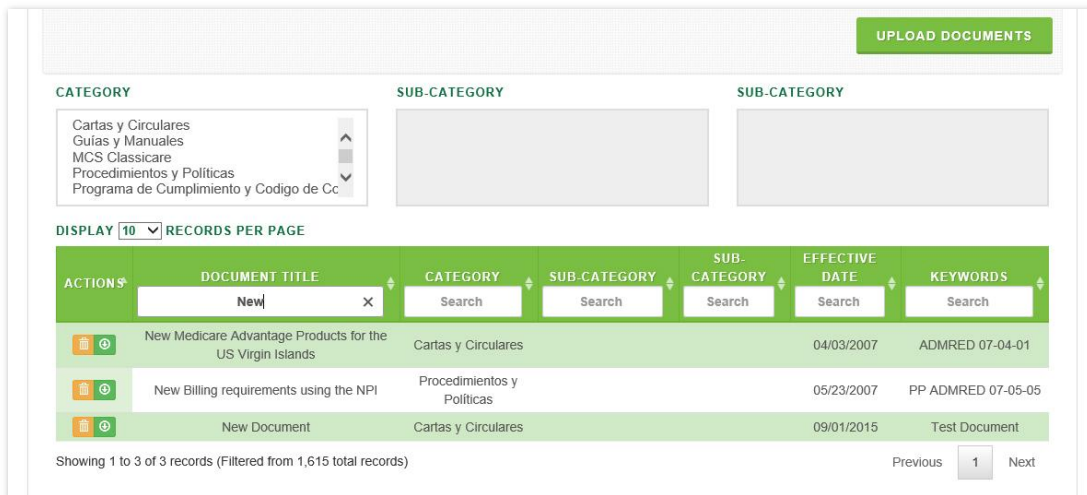 UPLOAD DOCUMENTS
CATEGORY SUB-CATEGORY SUB-CATEGORY
Cartas y Circulares
Guías y Manuales
MCS Classicare
Procedimientos y Políticas
Programa de Cumplimiento y Codigo de Cc
DISPLAY 10 RECORDS PER PAGE
ACTIONS DOCUMENT TITLE CATEGORY SUB-CATEGORY SUB-CATEGORY EFFECTIVE DATE KEYWORDS
New Search Search Search Search Search
New Medicare Advantage Products for the US Virgin Islands Cartas y Circulares 04/03/2007 ADMRED 07-04-01
New Billing requirements using the NPI Procedimientos y Políticas 05/23/2007 PP ADMRED 07-05-05
New Document Cartas y Circulares 09/01/2015 Test Document
Showing 1 to 3 of 3 records (Filtered from 1,615 total records) Previous 1 Next